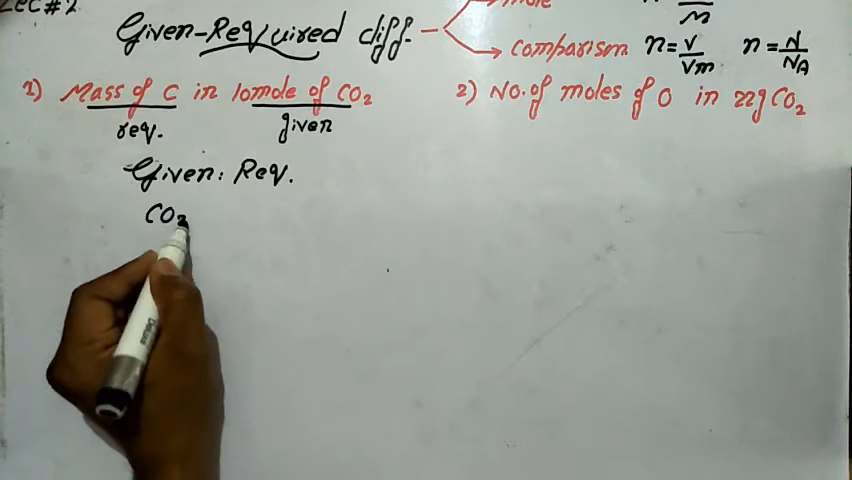 Lec#2
mole
m
Given-Required diff.
comparism n=V/Vm n=N/NA
1) Mass of C in 10mole of CO2
req. given
2) NO. of moles of O in 22g CO2
Given: Req.
CO2